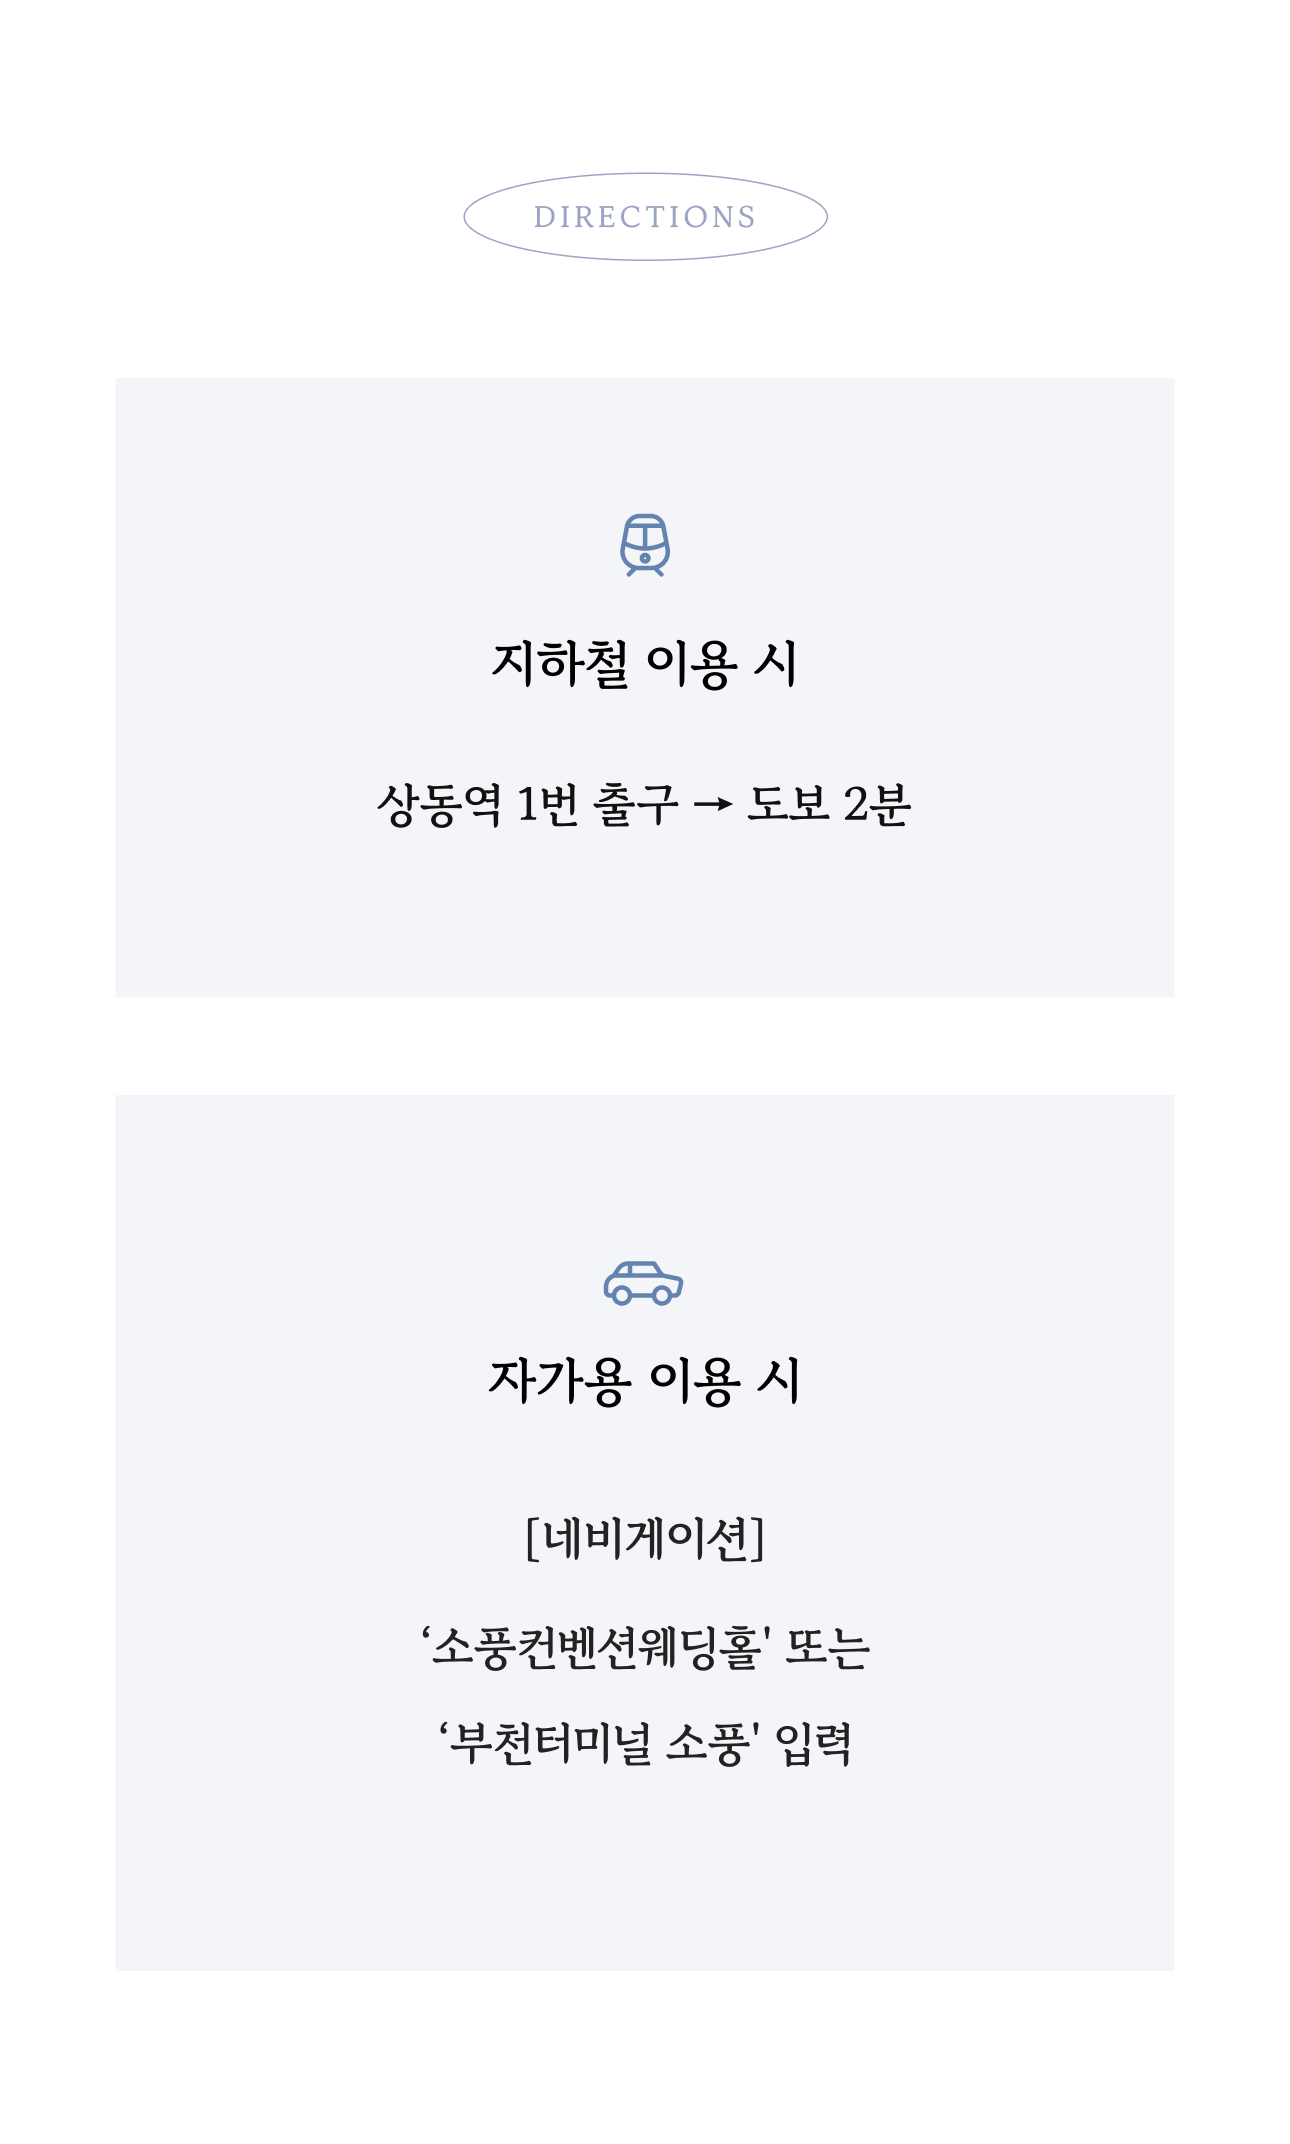 DIRECTIONS
지하철 이용 시
상동역 1번 출구 → 도보 2분
자가용 이용 시
[네비게이션]
‘소풍컨벤션웨딩홀' 또는
‘부천터미널 소풍' 입력